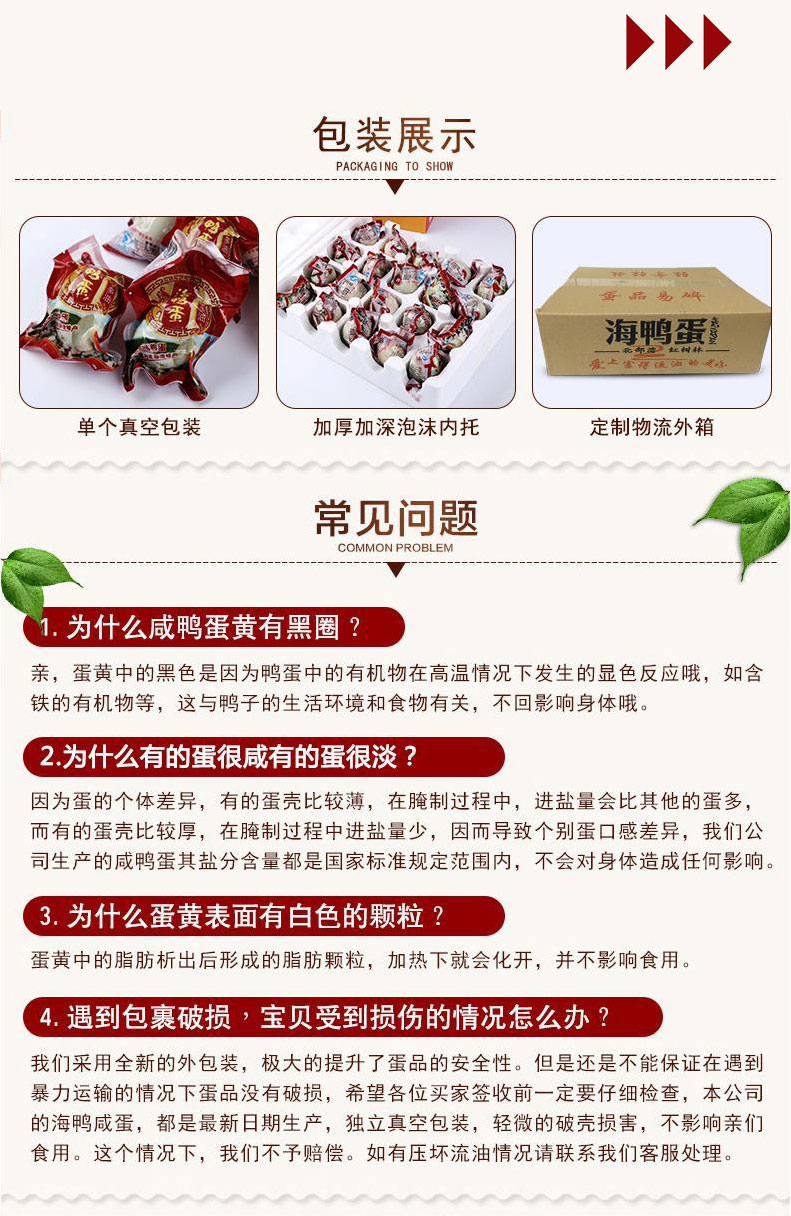 包装展示
PACKAGING TO SHOW
蛋品易碎
海鸭蛋
北部湾 红树林
单个真空包装
加厚加深泡沫内托
定制物流外箱
常见问题
COMMON PROBLEM
1. 为什么咸鸭蛋黄有黑圈？
亲，蛋黄中的黑色是因为鸭蛋中的有机物在高温情况下发生的显色反应哦，如含
铁的有机物等，这与鸭子的生活环境和食物有关，不回影响身体哦。
2.为什么有的蛋很咸有的蛋很淡？
因为蛋的个体差异，有的蛋壳比较薄，在腌制过程中，进盐量会比其他的蛋多，
而有的蛋壳比较厚，在腌制过程中进盐量少，因而导致个别蛋口感差异，我们公
司生产的咸鸭蛋其盐分含量都是国家标准规定范围内，不会对身体造成任何影响。
3. 为什么蛋黄表面有白色的颗粒？
蛋黄中的脂肪析出后形成的脂肪颗粒，加热下就会化开，并不影响食用。
4. 遇到包裹破损，宝贝受到损伤的情况怎么办？
我们采用全新的外包装，极大的提升了蛋品的安全性。但是还是不能保证在遇到
暴力运输的情况下蛋品没有破损，希望各位买家签收前一定要仔细检查，本公司
的海鸭咸蛋，都是最新日期生产，独立真空包装，轻微的破壳损害，不影响亲们
食用。这个情况下，我们不予赔偿。如有压坏流油情况请联系我们客服处理。